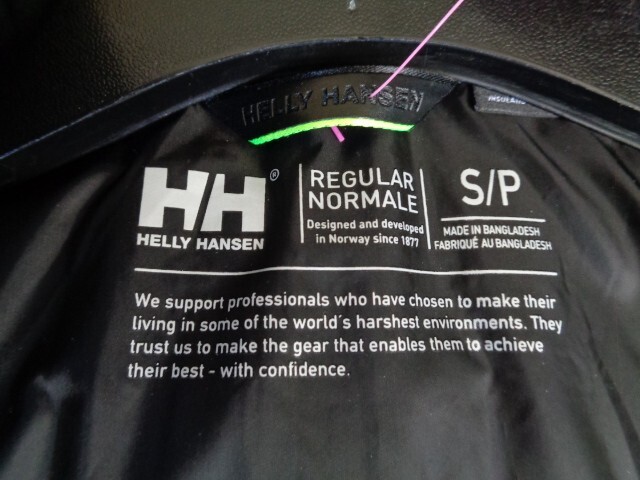 HELLY HANSEN
HH®
HELLY HANSEN
REGULAR
NORMALE
Designed and developed
in Norway since 1877
S/P
MADE IN BANGLADESH
FABRIQUÉ AU BANGLADESH
We support professionals who have chosen to make their
living in some of the world´s harshest environments. They
trust us to make the gear that enables them to achieve
their best - with confidence.